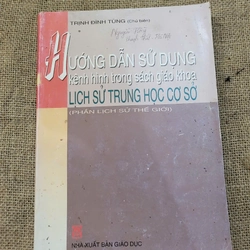 TRỊNH ĐÌNH TÙNG (Chủ biên)
HƯỚNG DẪN SỬ DỤNG
kênh hình trong sách giáo khoa
LỊCH SỬ TRUNG HỌC CƠ SỞ
(PHẦN LỊCH SỬ THẾ GIỚI)
NHÀ XUẤT BẢN GIÁO DỤC